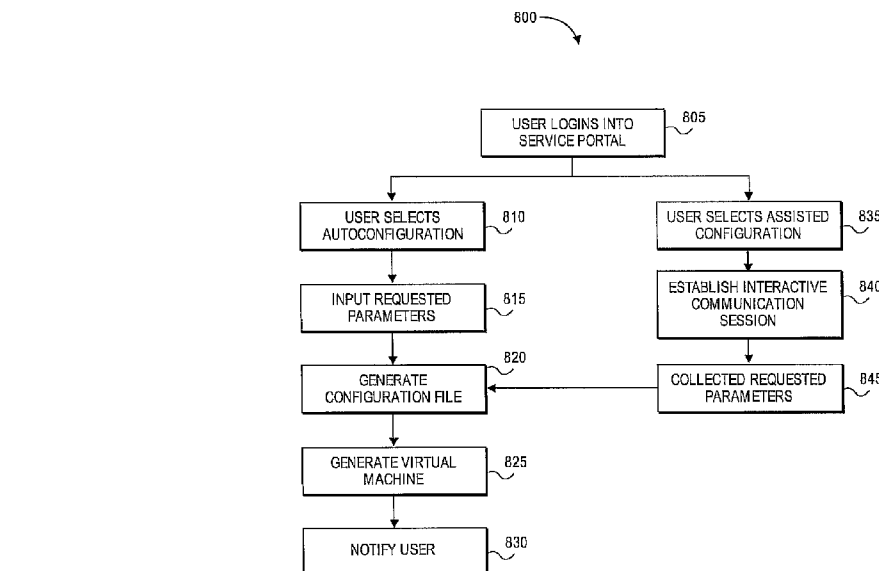 800
USER LOGINS INTO
SERVICE PORTAL
805
USER SELECTS
AUTOCONFIGURATION
810
USER SELECTS ASSISTED
CONFIGURATION
835
INPUT REQUESTED
PARAMETERS
815
ESTABLISH INTERACTIVE
COMMUNICATION
SESSION
840
GENERATE
CONFIGURATION FILE
820
COLLECTED REQUESTED
PARAMETERS
845
GENERATE VIRTUAL
MACHINE
825
NOTIFY USER
830